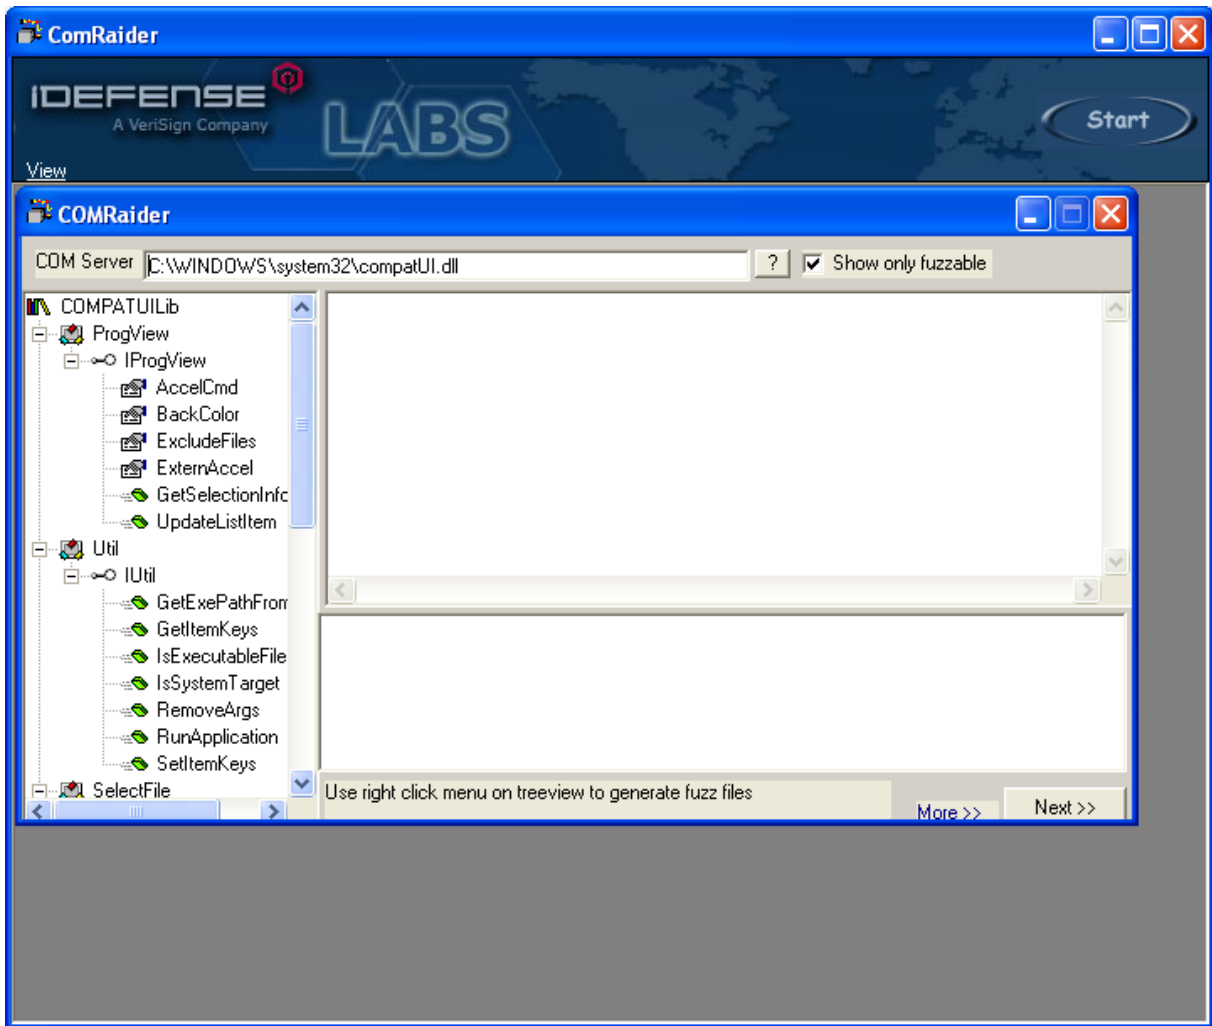 ComRaider
IDEFENSE
A VeriSign Company
LABS
Start
View
COMRaider
COM Server C:\WINDOWS\system32\compatUI.dll ? Show only fuzzable
COMPATUILib
ProgView
IProgView
AccelCmd
BackColor
ExcludeFiles
ExternAccel
GetSelectionInfo
UpdateListItem
Util
IUtil
GetExePathFrom
GetItemKeys
IsExecutableFile
IsSystemTarget
RemoveArgs
RunApplication
SetItemKeys
SelectFile
Use right click menu on treeview to generate fuzz files
More >>
Next >>